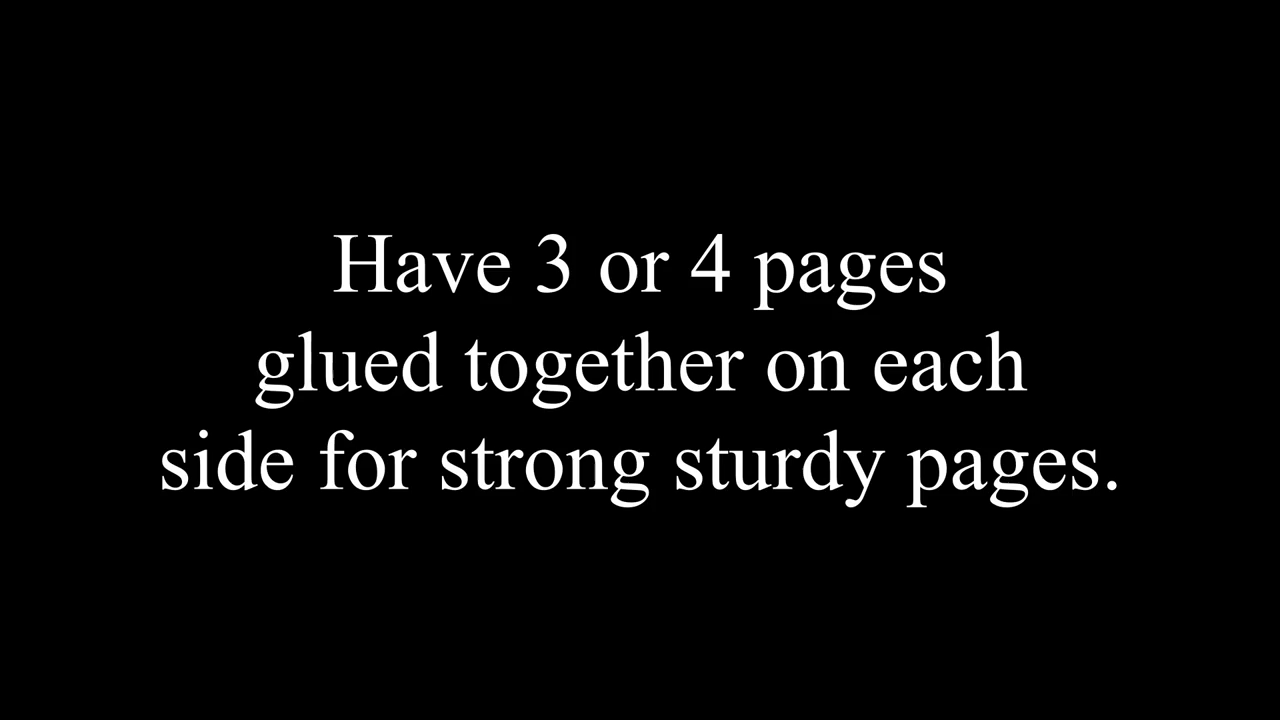 Have 3 or 4 pages
glued together on each
side for strong sturdy pages.